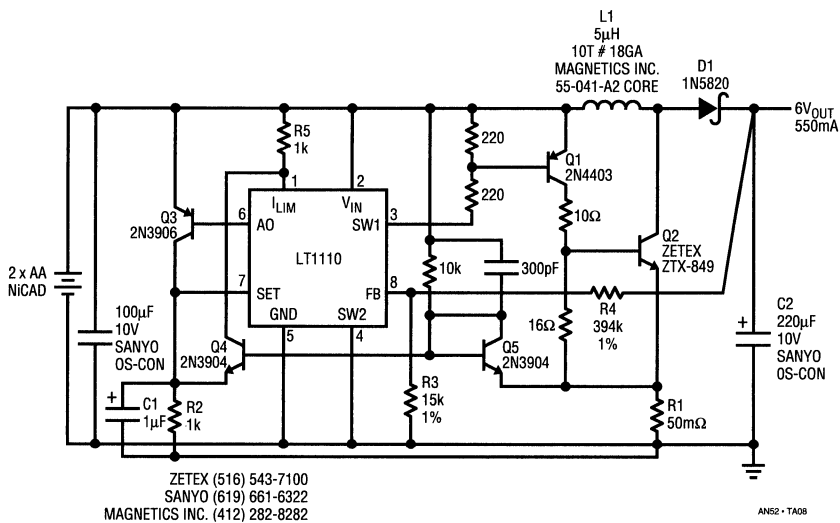 L1
5µH
10T # 18GA
MAGNETICS INC.
55-041-A2 CORE
D1
1N5820
6VOUT
550mA
R5
1k
220
220
Q1
2N4403
1
2
ILIM
VIN
Q3
2N3906
6
AO
SW1
3
10Ω
Q2
ZETEX
ZTX-849
LT1110
2 x AA
NiCAD
10k
300pF
7
SET
FB
8
100µF
10V
SANYO
OS-CON
GND
SW2
R4
394k
1%
16Ω
C2
220µF
10V
SANYO
OS-CON
+
Q4
2N3904
5
4
Q5
2N3904
+
C1
1µF
R2
1k
R3
15k
1%
R1
50mΩ
ZETEX (516) 543-7100
SANYO (619) 661-6322
MAGNETICS INC. (412) 282-8282
AN52 • TA08